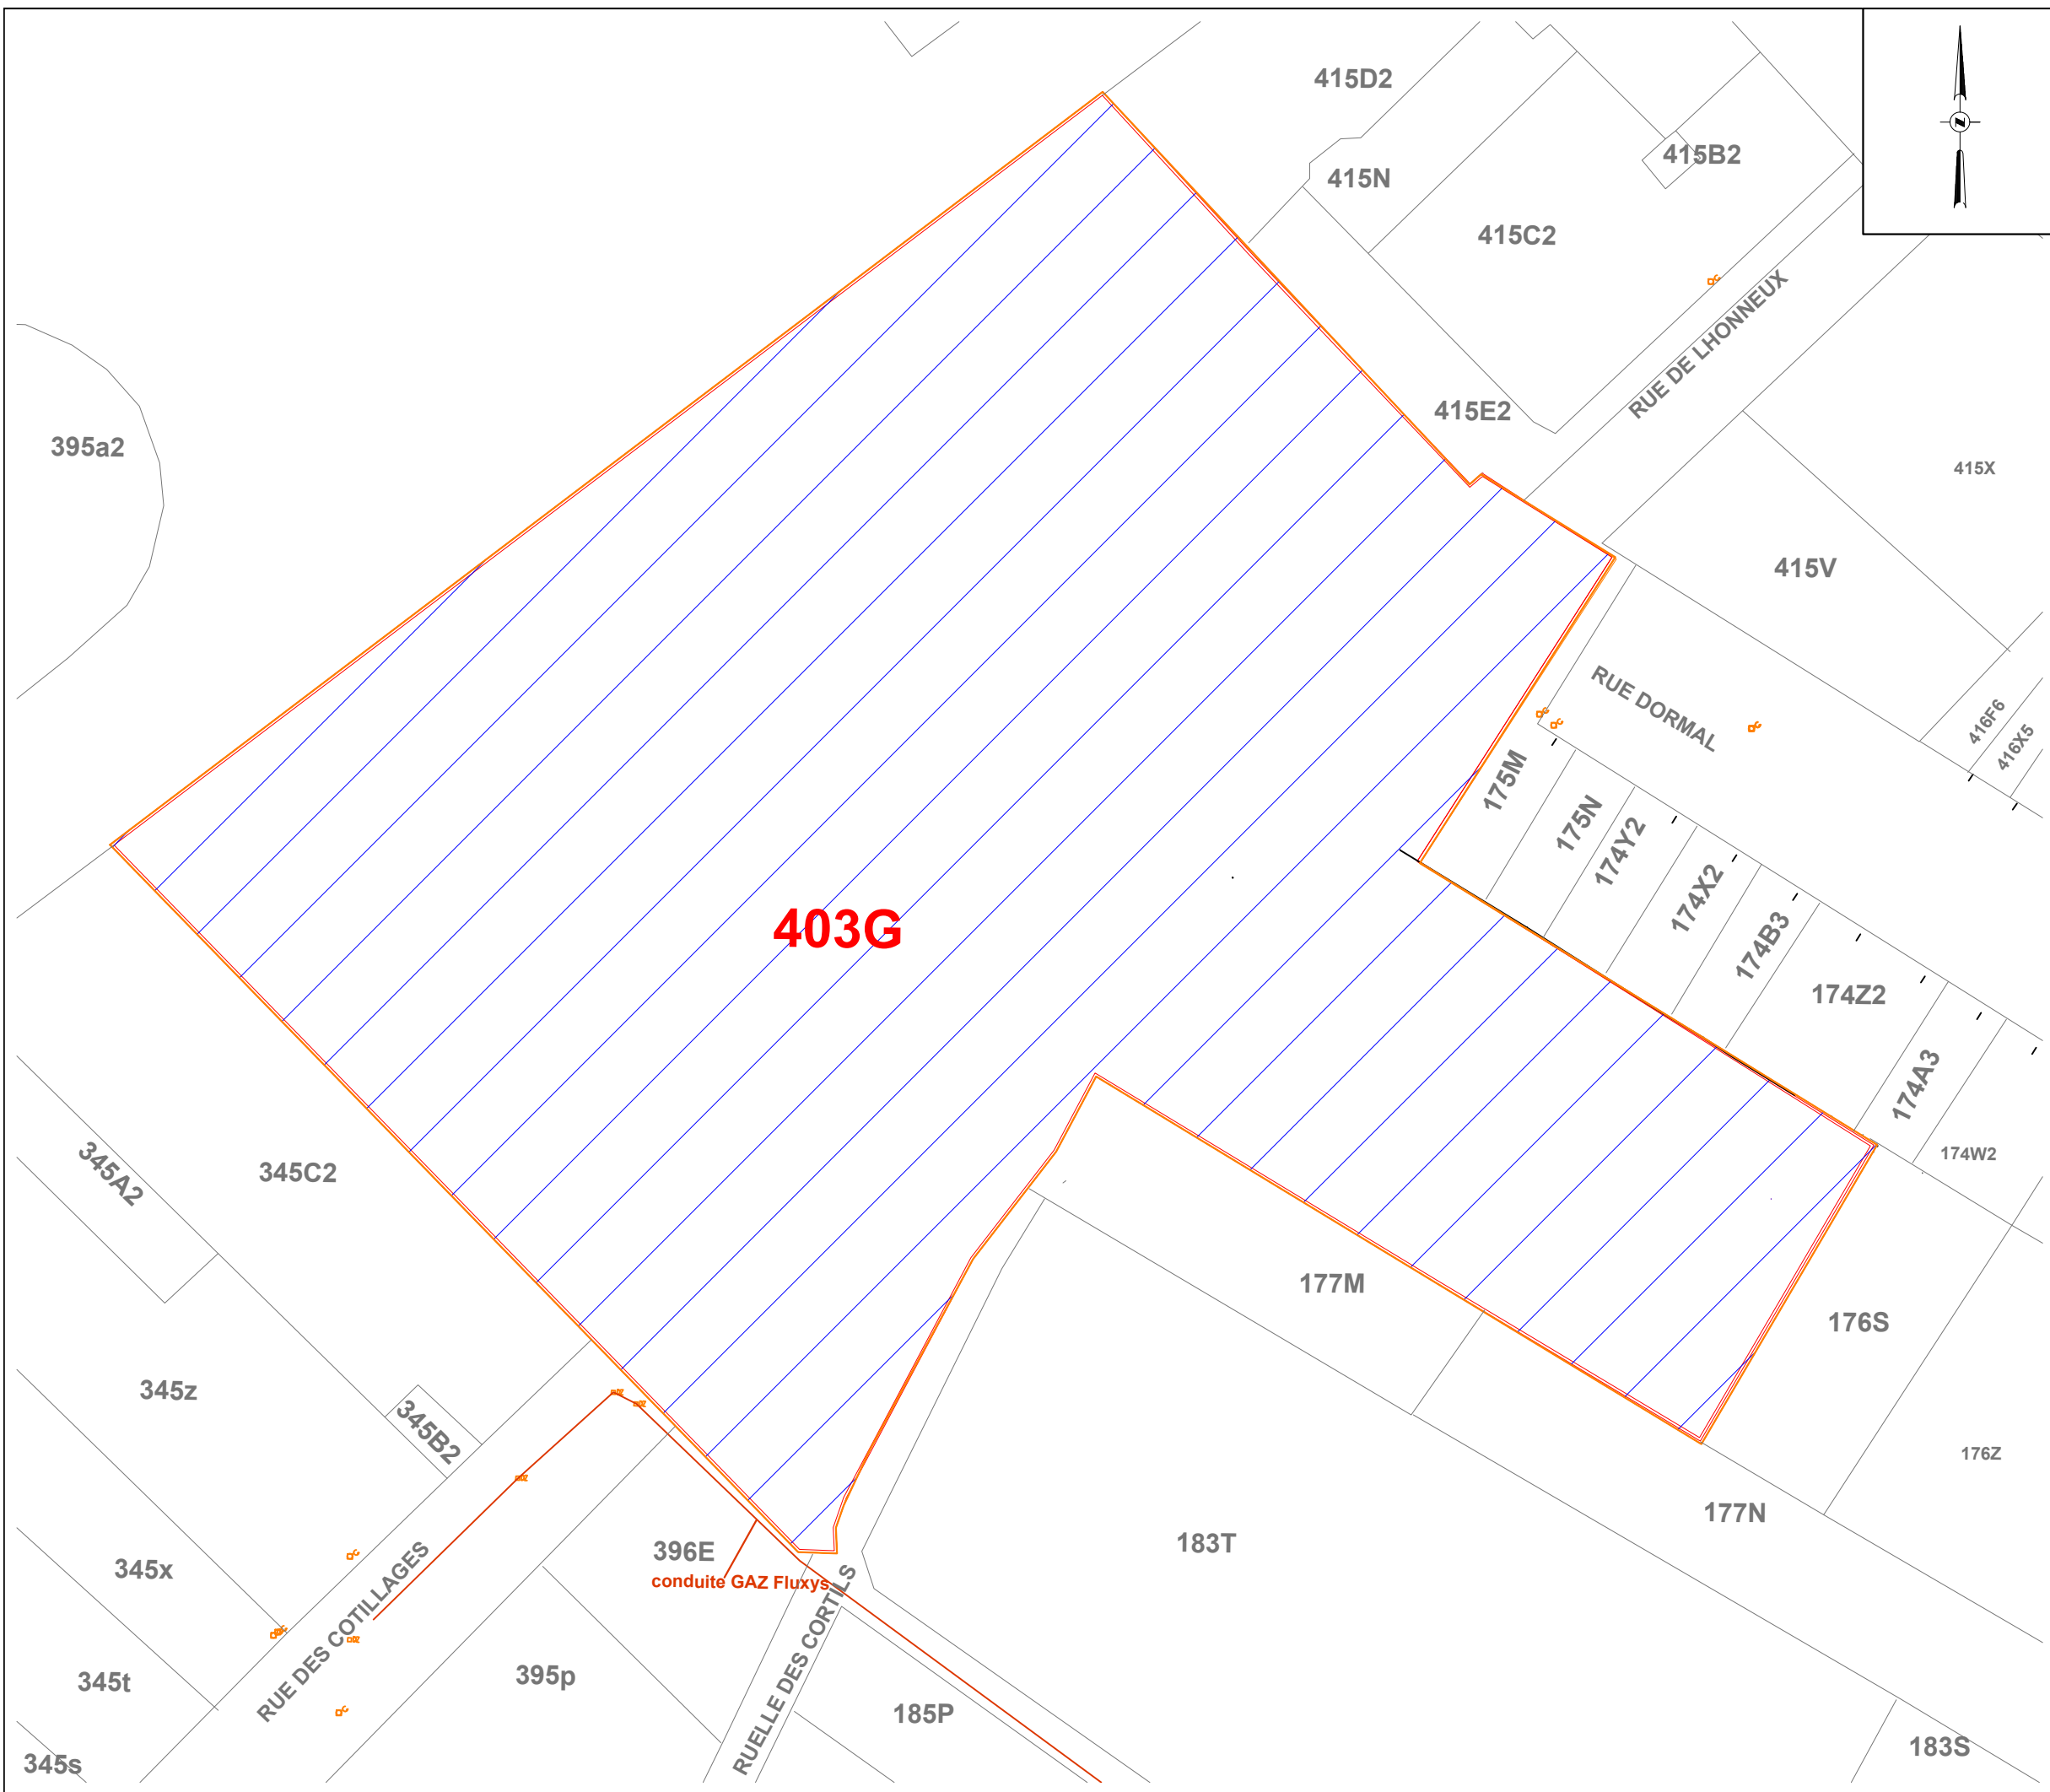 415D2
415B2
415N
415C2
RUE DE LHONNEUX
415E2
395a2
415X
415V
RUE DORMAL
416F6
416X5
175M
175N
174Y2
174X2
403G
174B3
174Z2
174A3
174W2
345A2
345C2
177M
176S
345z
345B2
176Z
177N
183T
396E
345x
conduite GAZ Fluxys
RUE DES COTILLAGES
RUELLE DES CORTILS
345t
395p
185P
183S
345s